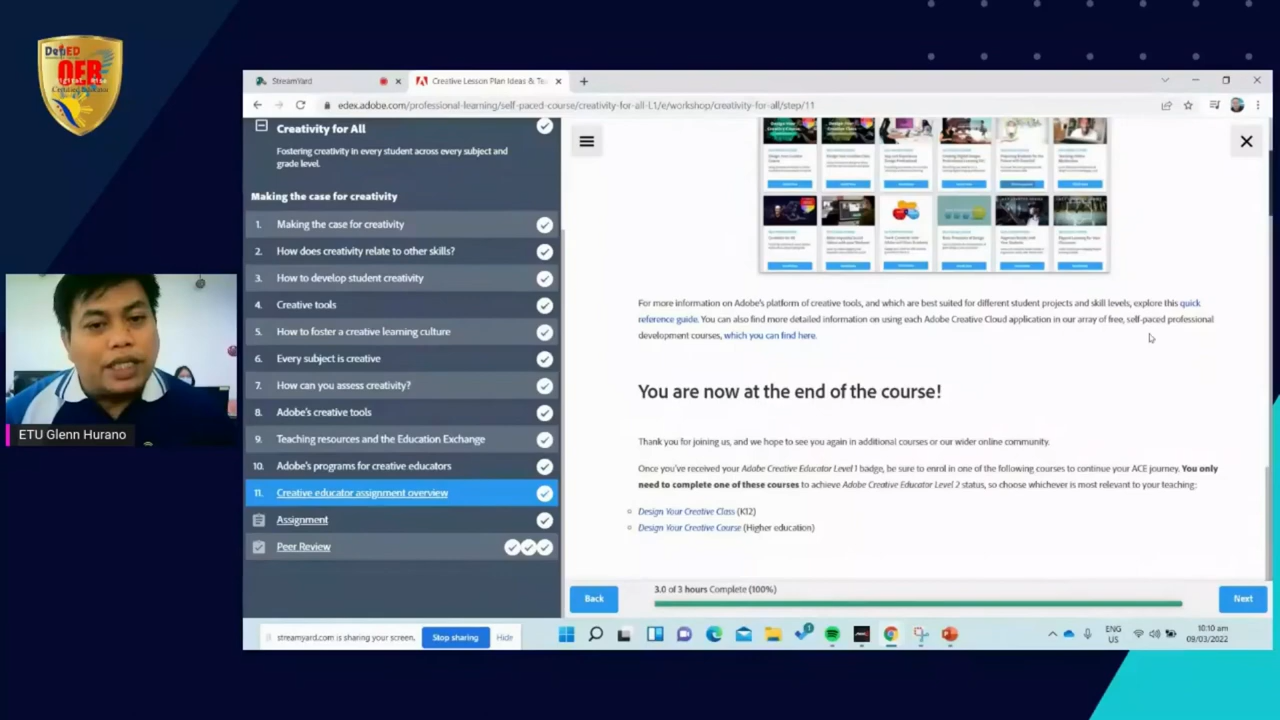 DepED
OER
StreamYard
Creative Lesson Plan Ideas & Te
edex.adobe.com/professional-learning/self-paced-course/creativity-for-all-L1/e/workshop/creativity-for-all/step/11
Creativity for All
Fostering creativity in every student across every subject and
grade level.
Making the case for creativity
1. Making the case for creativity
2. How does creativity relate to other skills?
3. How to develop student creativity
4. Creative tools
5. How to foster a creative learning culture
6. Every subject is creative
7. How can you assess creativity?
8. Adobe's creative tools
9. Teaching resources and the Education Exchange
10. Adobe's programs for creative educators
11. Creative educator assignment overview
Assignment
Peer Review
For more information on Adobe's platform of creative tools, and which are best suited for different student projects and skill levels, explore this quick
reference guide. You can also find more detailed information on using each Adobe Creative Cloud application in our array of free, self-paced professional
development courses, which you can find here.
You are now at the end of the course!
Thank you for joining us, and we hope to see you again in additional courses or our wider online community.
Once you've received your Adobe Creative Educator Level 1 badge, be sure to enrol in one of the following courses to continue your ACE journey. You only
need to complete one of these courses to achieve Adobe Creative Educator Level 2 status, so choose whichever is most relevant to your teaching:
Design Your Creative Class (K12)
Design Your Creative Course (Higher education)
Back
3.0 of 3 hours Complete (100%)
Next
streamyard.com is sharing your screen.
Stop sharing
Hide
ENG
US
10:10 am
09/03/2022
ETU Glenn Hurano